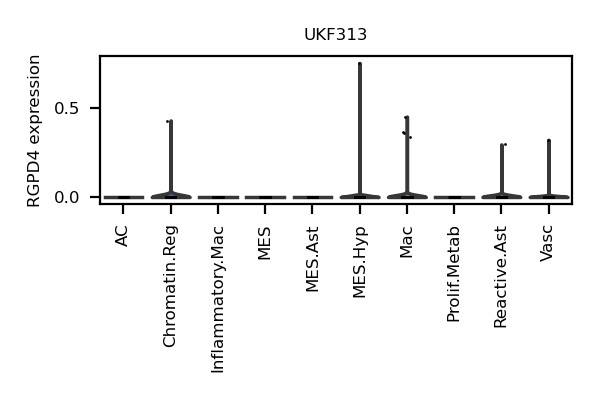 UKF313
RGPD4 expression
0.5
0.0
AC
Chromatin.Reg
Inflammatory.Mac
MES
MES.Ast
MES.Hyp
Mac
Prolif.Metab
Reactive.Ast
Vasc